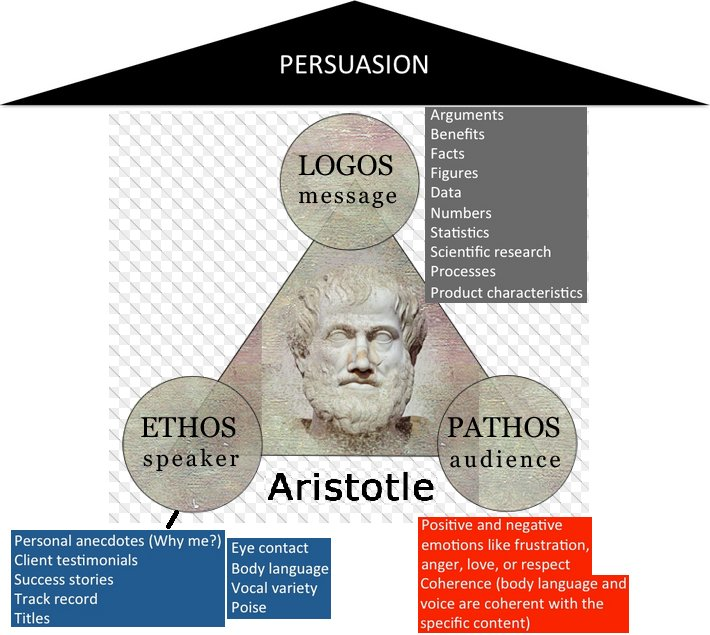 PERSUASION
LOGOS
message
Arguments
Benefits
Facts
Figures
Data
Numbers
Statistics
Scientific research
Processes
Product characteristics
ETHOS
speaker
PATHOS
audience
Aristotle
Personal anecdotes (Why me?)
Client testimonials
Success stories
Track record
Titles
Eye contact
Body language
Vocal variety
Poise
Positive and negative
emotions like frustration,
anger, love, or respect
Coherence (body language and
voice are coherent with the
specific content)